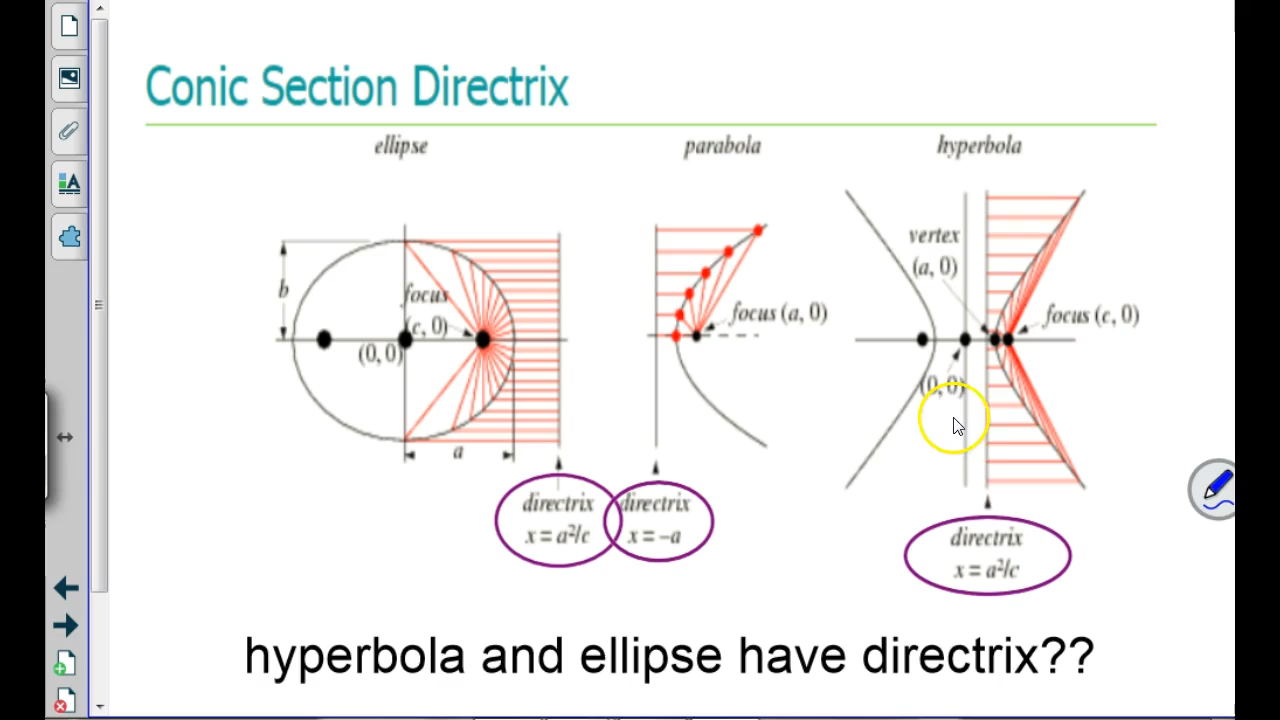 Conic Section Directrix
ellipse
parabola
hyperbola
b
focus
(c, 0)
(0, 0)
a
directrix
x = a²/c
focus (a, 0)
directrix
x = –a
vertex
(a, 0)
focus (c, 0)
(0, 0)
directrix
x = a²/c
hyperbola and ellipse have directrix??